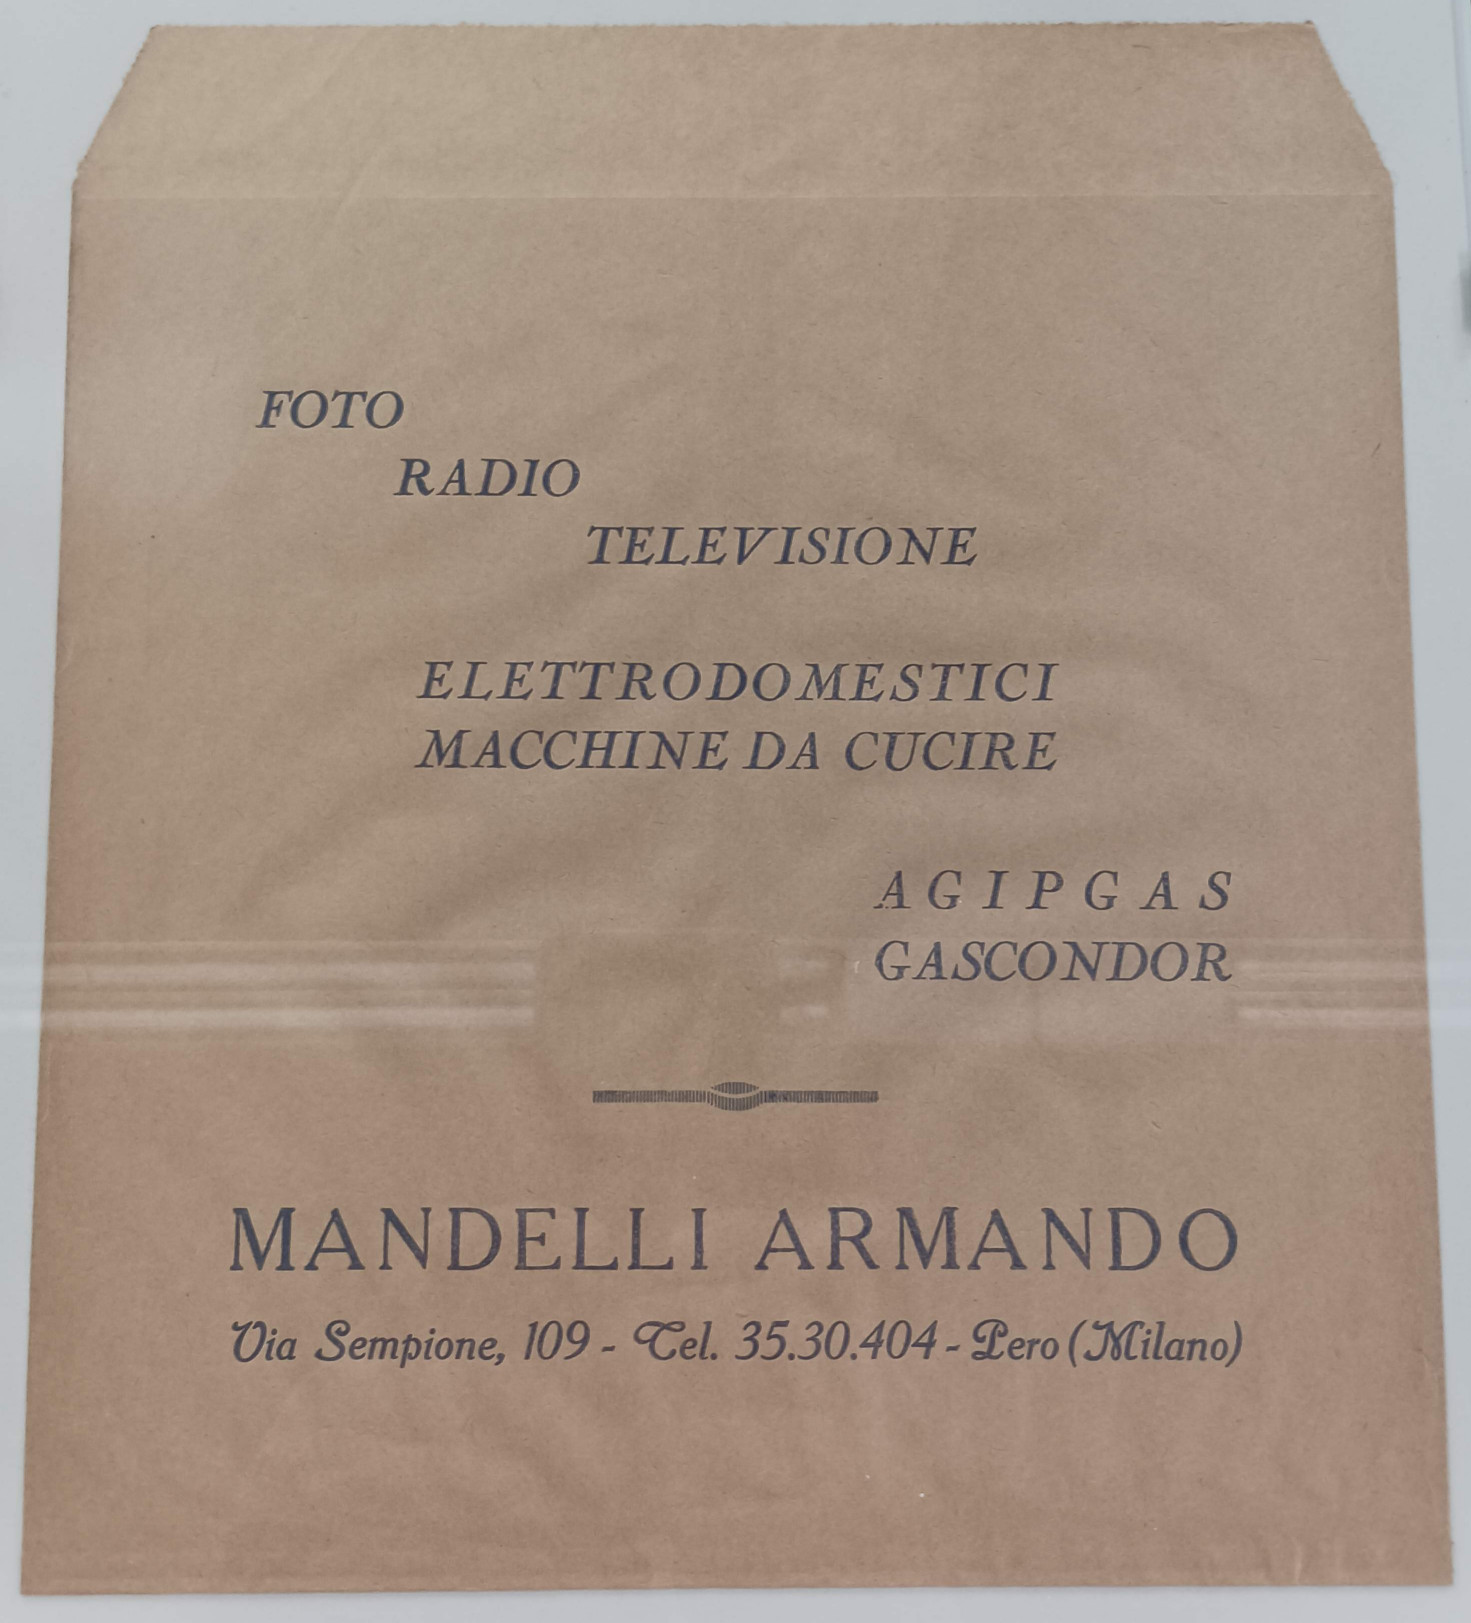 FOTO
RADIO
TELEVISIONE
ELETTRODOMESTICI
MACCHINE DA CUCIRE
AGIPGAS
GASCONDOR
MANDELLI ARMANDO
Via Sempione, 109 - Tel. 35.30.404 - Pero (Milano)